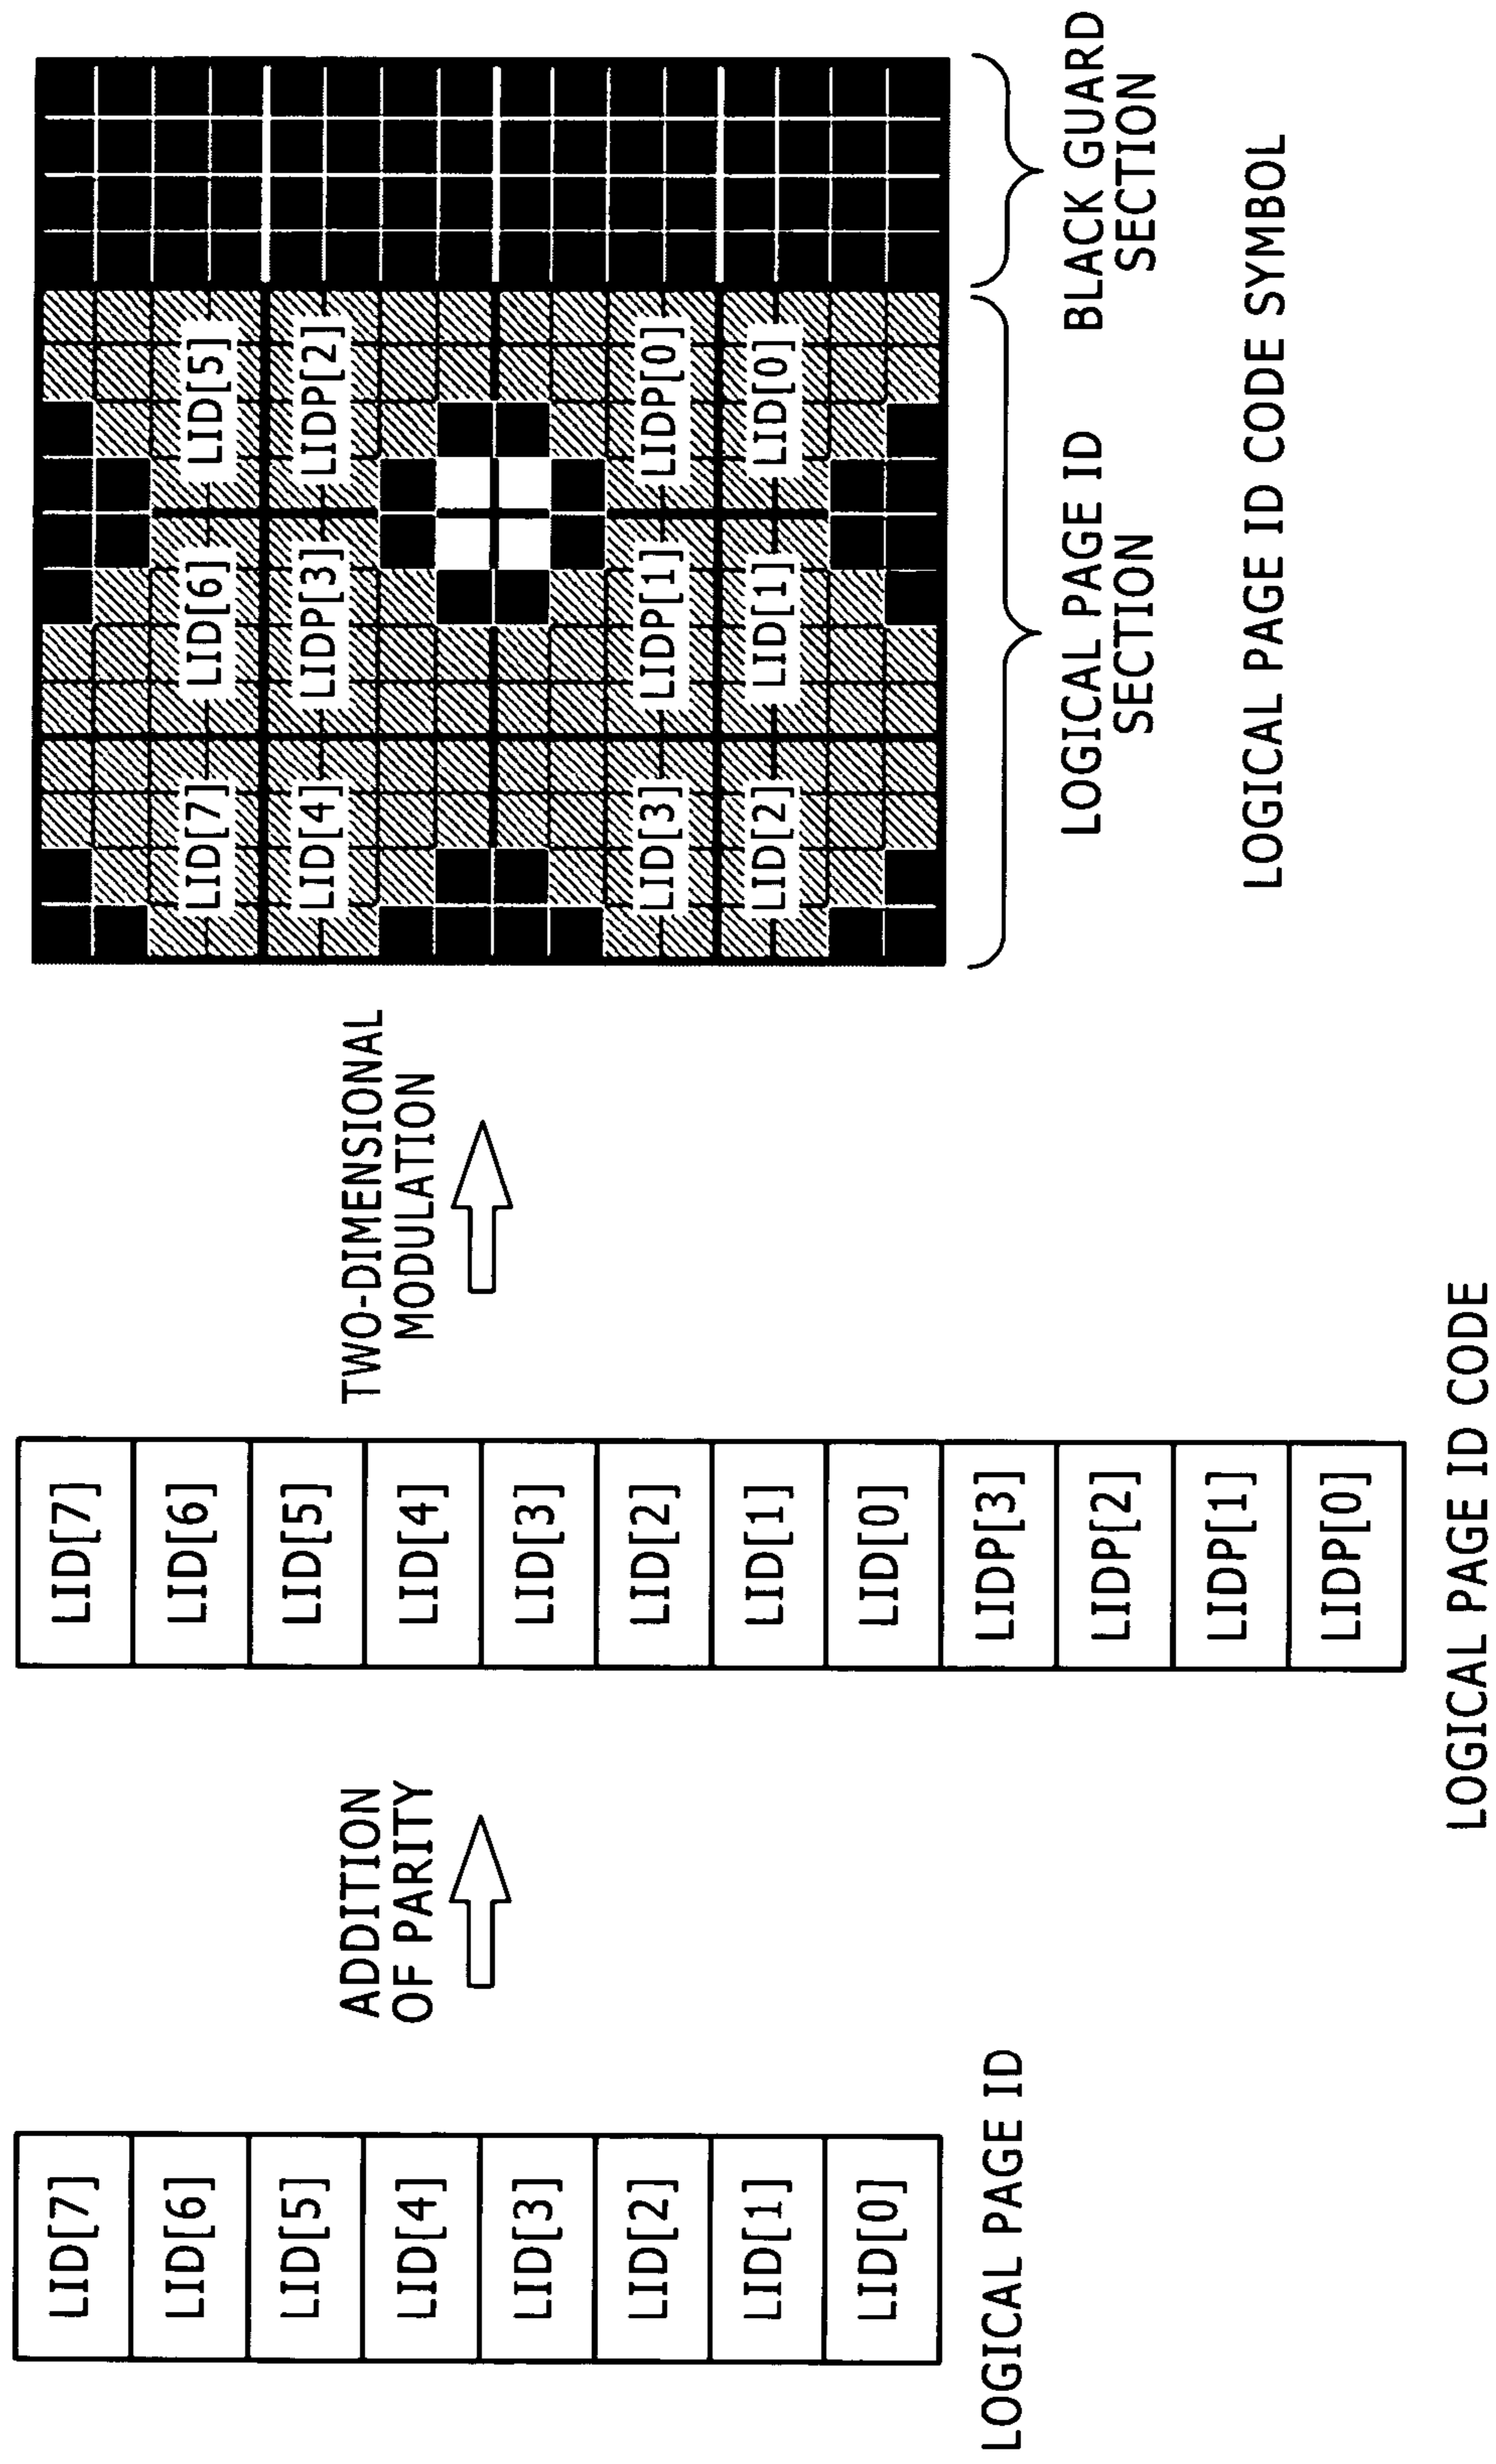 LID[7]
LID[6]
LID[5]
LID[4]
LID[3]
LID[2]
LID[1]
LID[0]
LOGICAL PAGE ID
ADDITION
OF PARITY
LID[7]
LID[6]
LID[5]
LID[4]
LID[3]
LID[2]
LID[1]
LID[0]
LIDP[3]
LIDP[2]
LIDP[1]
LIDP[0]
LOGICAL PAGE ID CODE
TWO-DIMENSIONAL
MODULATION
LID[7] LID[6] LID[5]
LID[4] LIDP[3] LIDP[2]
LID[3] LIDP[1] LIDP[0]
LID[2] LID[1] LID[0]
LOGICAL PAGE ID
SECTION
BLACK GUARD
SECTION
LOGICAL PAGE ID CODE SYMBOL